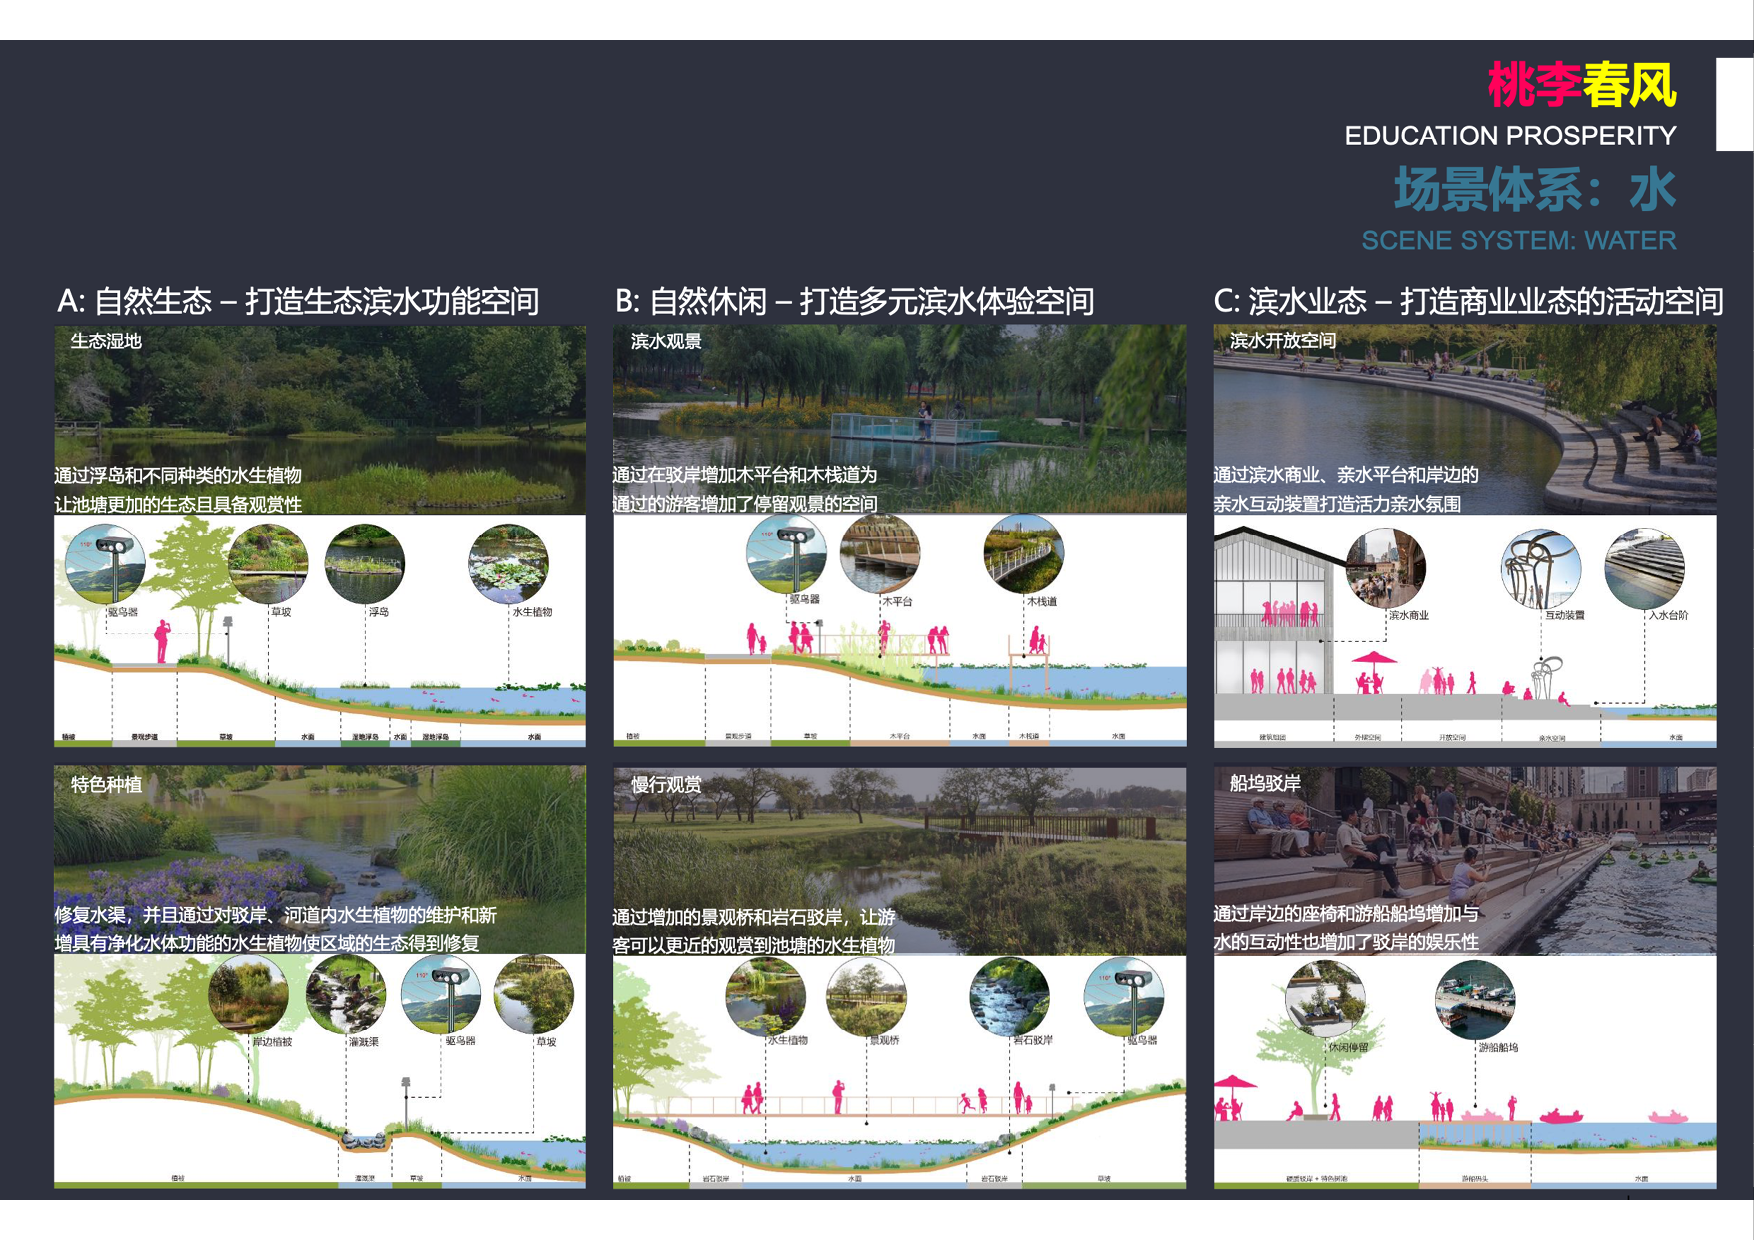 桃李春风
EDUCATION PROSPERITY
场景体系：水
SCENE SYSTEM: WATER
A: 自然生态 – 打造生态滨水功能空间
生态湿地
通过浮岛和不同种类的水生植物
让池塘更加的生态且具备观赏性
110°
驱鸟器
草坡
浮岛
水生植物
植被
景观步道
草坡
水面
湿地浮岛
水面
湿地浮岛
水面
特色种植
修复水渠，并且通过对驳岸、河道内水生植物的维护和新
增具有净化水体功能的水生植物使区域的生态得到修复
110°
岸边植被
灌溉渠
驱鸟器
草坡
植被
灌溉渠
草坡
水面
B: 自然休闲 – 打造多元滨水体验空间
滨水观景
通过在驳岸增加木平台和木栈道为
通过的游客增加了停留观景的空间
110°
驱鸟器
木平台
木栈道
植被
景观步道
草坡
木平台
水面
木栈道
水面
慢行观赏
通过增加的景观桥和岩石驳岸，让游
客可以更近的观赏到池塘的水生植物
110°
水生植物
景观桥
岩石驳岸
驱鸟器
植被
岩石驳岸
水面
岩石驳岸
草坡
C: 滨水业态 – 打造商业业态的活动空间
滨水开放空间
通过滨水商业、亲水平台和岸边的
亲水互动装置打造活力亲水氛围
滨水商业
互动装置
入水台阶
建筑组团
外摆空间
开放空间
亲水空间
水面
船坞驳岸
通过岸边的座椅和游船船坞增加与
水的互动性也增加了驳岸的娱乐性
休闲停留
游船船坞
硬质驳岸 + 特色树池
游船码头
水面